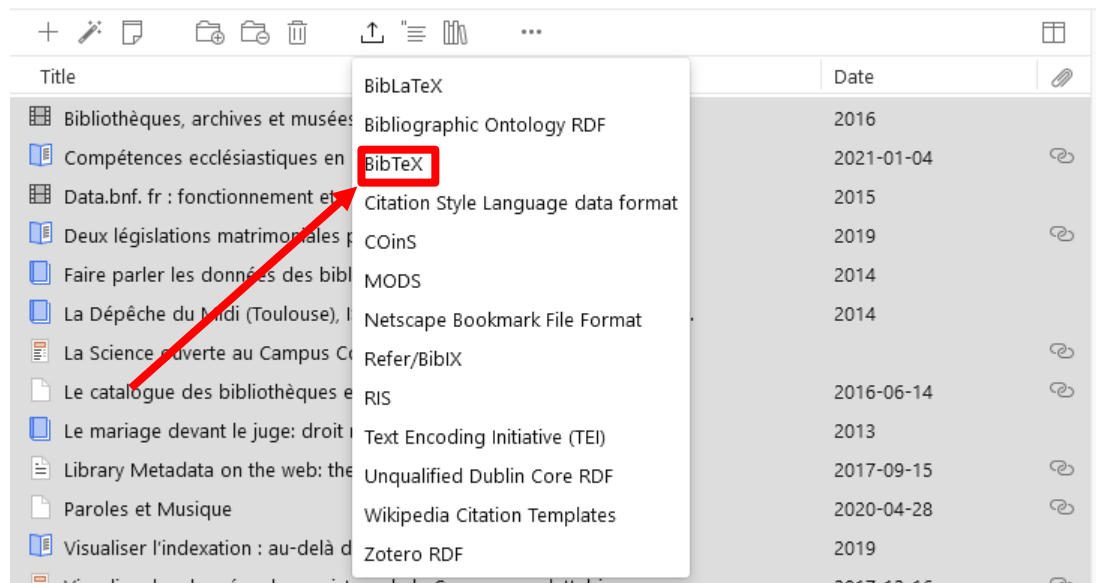 Title
Date
Bibliothèques, archives et musées
2016
Compétences ecclésiastiques en
2021-01-04
Data.bnf. fr : fonctionnement et
2015
Deux législations matrimoniales p
2019
Faire parler les données des bibl
2014
La Dépêche du Midi (Toulouse), I
.
2014
La Science ouverte au Campus Co
Le catalogue des bibliothèques e
2016-06-14
Le mariage devant le juge: droit
2013
Library Metadata on the web: the
2017-09-15
Paroles et Musique
2020-04-28
Visualiser l'indexation : au-delà d
2019
BibLaTeX
Bibliographic Ontology RDF
BibTeX
Citation Style Language data format
COinS
MODS
Netscape Bookmark File Format
Refer/BibIX
RIS
Text Encoding Initiative (TEI)
Unqualified Dublin Core RDF
Wikipedia Citation Templates
Zotero RDF